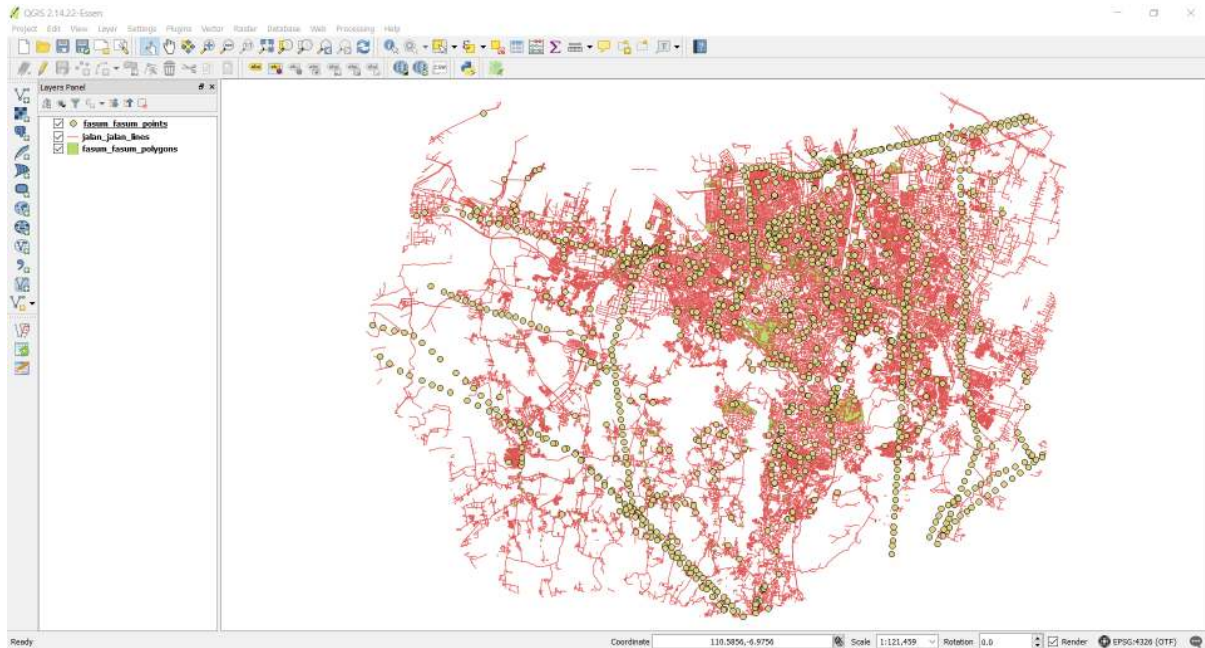 QGIS 2.14.22-Essen
Project Edit View Layer Settings Plugins Vector Raster Database Web Processing Help
Layers Panel
fasum_fasum_points
jalan_jalan_lines
fasum_fasum_polygons
Ready
Coordinate 110.5856,-6.9756 Scale 1:121,459 Rotation 0.0 Render EPSG:4326 (OTF)